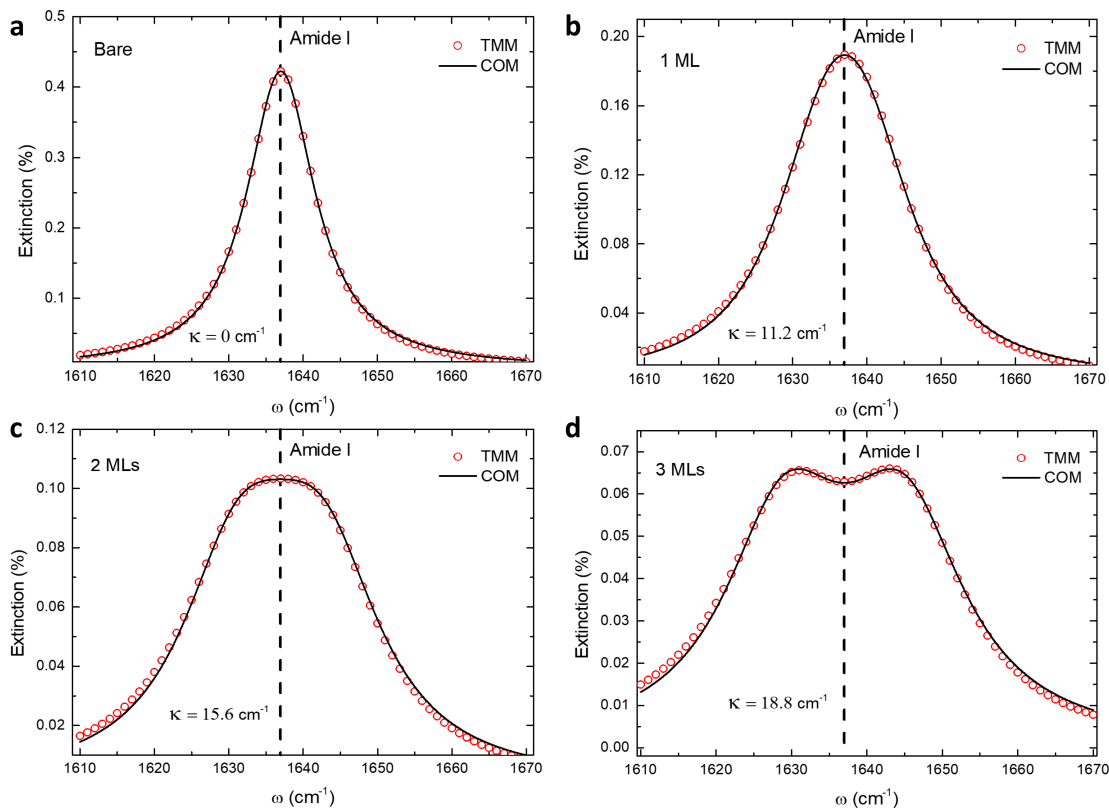 a
Bare
Amide I
TMM
COM
0.5
0.4
0.3
0.2
0.1
Extinction (%)
κ = 0 cm⁻¹
1610 1620 1630 1640 1650 1660 1670
ω (cm⁻¹)
b
1 ML
Amide I
TMM
COM
0.20
0.16
0.12
0.08
0.04
Extinction (%)
κ = 11.2 cm⁻¹
1610 1620 1630 1640 1650 1660 1670
ω (cm⁻¹)
c
2 MLs
Amide I
TMM
COM
0.12
0.10
0.08
0.06
0.04
0.02
Extinction (%)
κ = 15.6 cm⁻¹
1610 1620 1630 1640 1650 1660 1670
ω (cm⁻¹)
d
3 MLs
Amide I
TMM
COM
0.07
0.06
0.05
0.04
0.03
0.02
0.01
0.00
Extinction (%)
κ = 18.8 cm⁻¹
1610 1620 1630 1640 1650 1660 1670
ω (cm⁻¹)